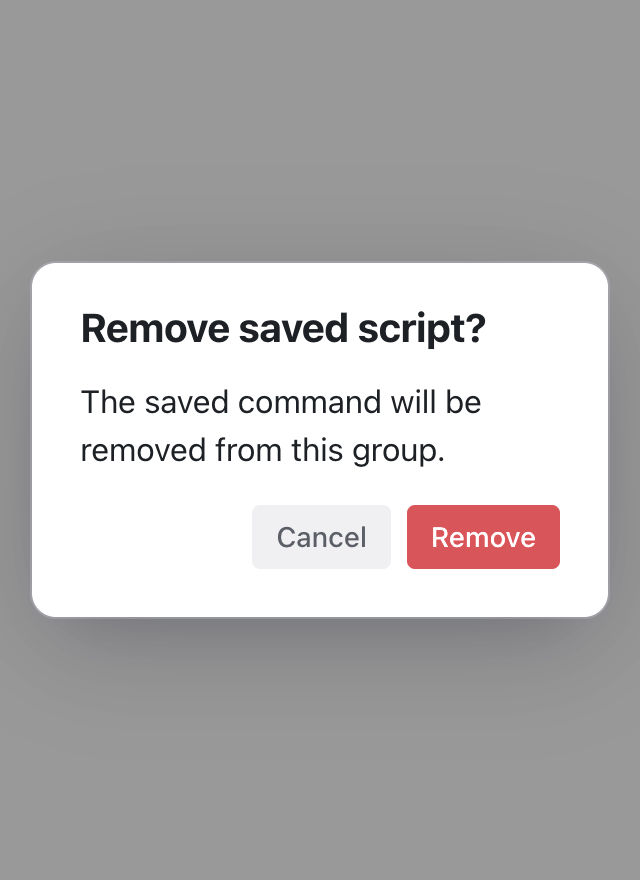 Remove saved script?
The saved command will be
removed from this group.
Cancel Remove